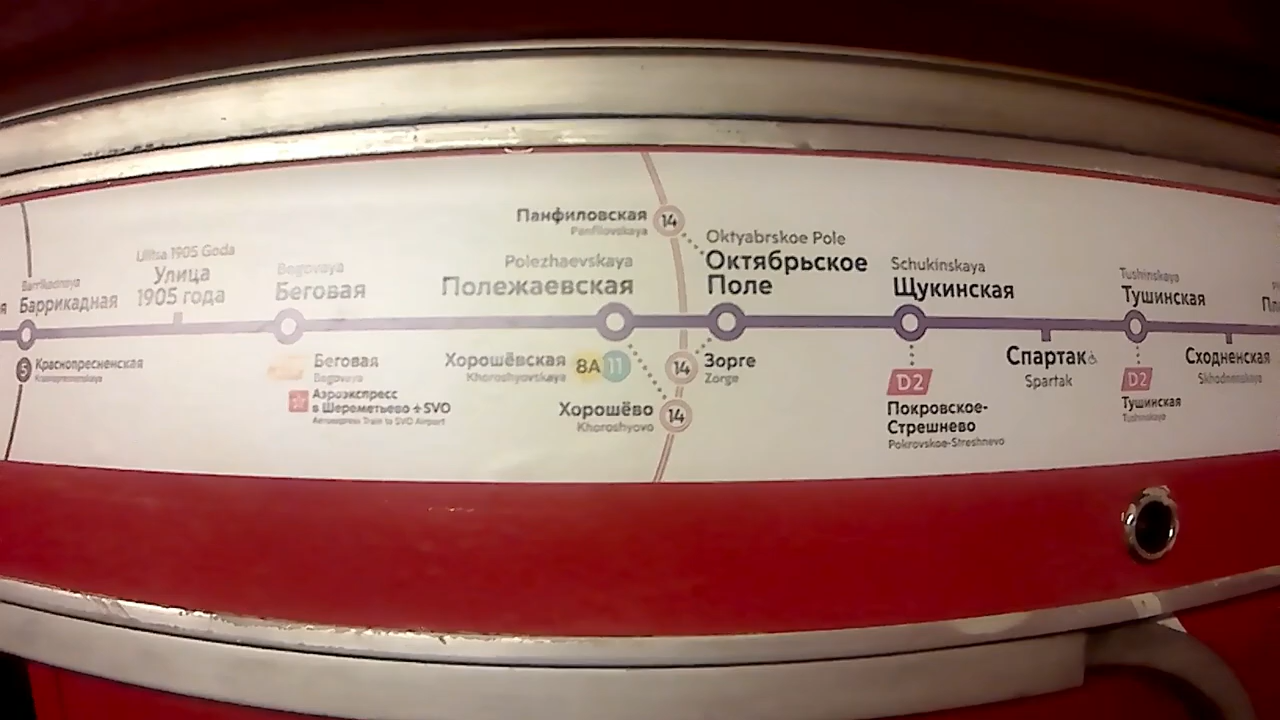 Barrikadnaya
Баррикадная
5
Краснопресненская
Krasnopresnenskaya
Ulitsa 1905 Goda
Улица
1905 года
Begovaya
Беговая
Беговая
Begovaya
Аэроэкспресс
в Шереметьево SVO
Aeroexpress Train to SVO Airport
Панфиловская
Panfilovskaya
14
Polezhaevskaya
Полежаевская
Хорошёвская
Khoroshyovskaya
8А
11
Хорошёво
Khoroshyovo
14
Oktyabrskoe Pole
Октябрьское
Поле
14
Зорге
Zorge
Schukinskaya
Щукинская
D2
Покровское-
Стрешнево
Pokrovskoe-Streshnevo
Спартак
Spartak
Tushinskaya
Тушинская
D2
Тушинская
Tushinskaya
Сходненская
Skhodnenskaya